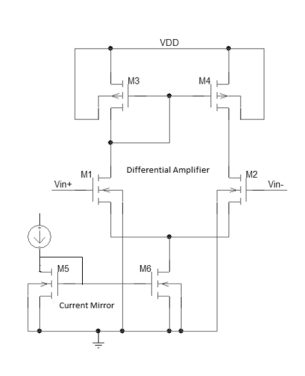 VDD
M3
M4
Differential Amplifier
M1
M2
Vin+
Vin-
M5
M6
Current Mirror